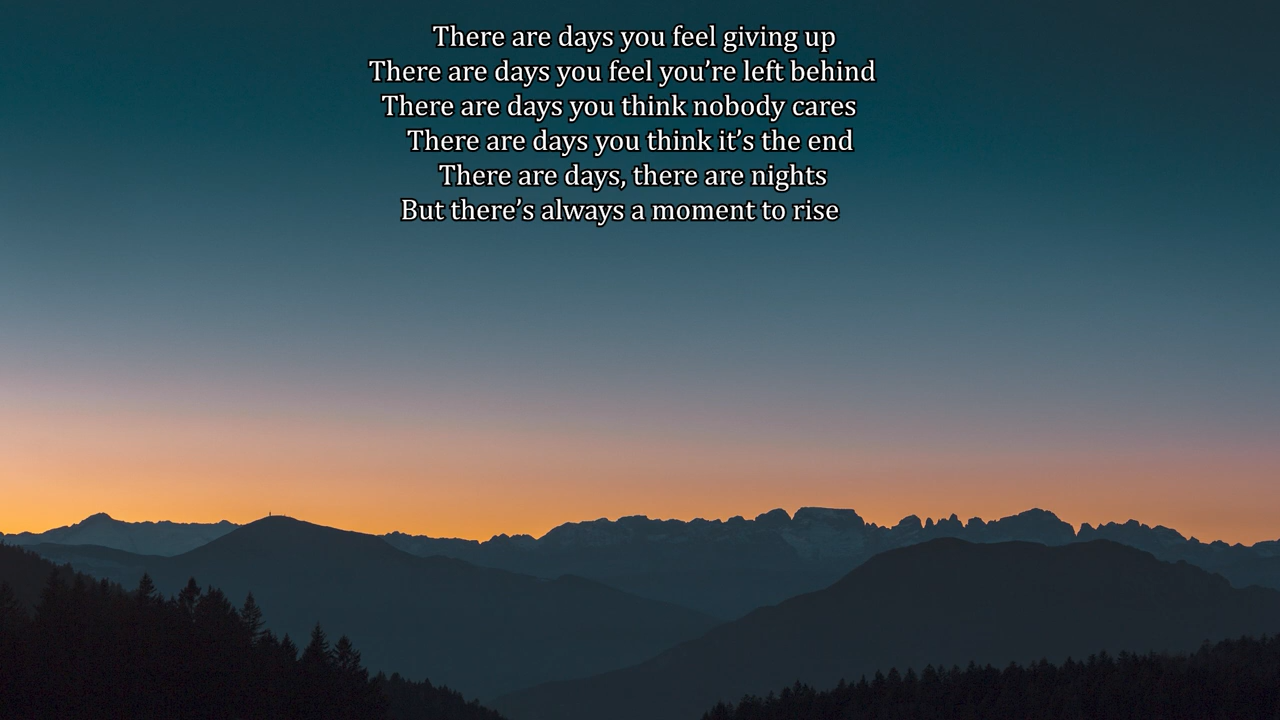 There are days you feel giving up
There are days you feel you’re left behind
There are days you think nobody cares
There are days you think it’s the end
There are days, there are nights
But there’s always a moment to rise